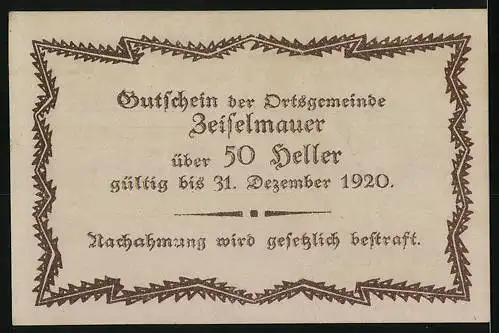 Gutschein der Ortsgemeinde
Zeiselmauer
über 50 Heller
gültig bis 31. Dezember 1920.
Nachahmung wird gesetzlich bestraft.